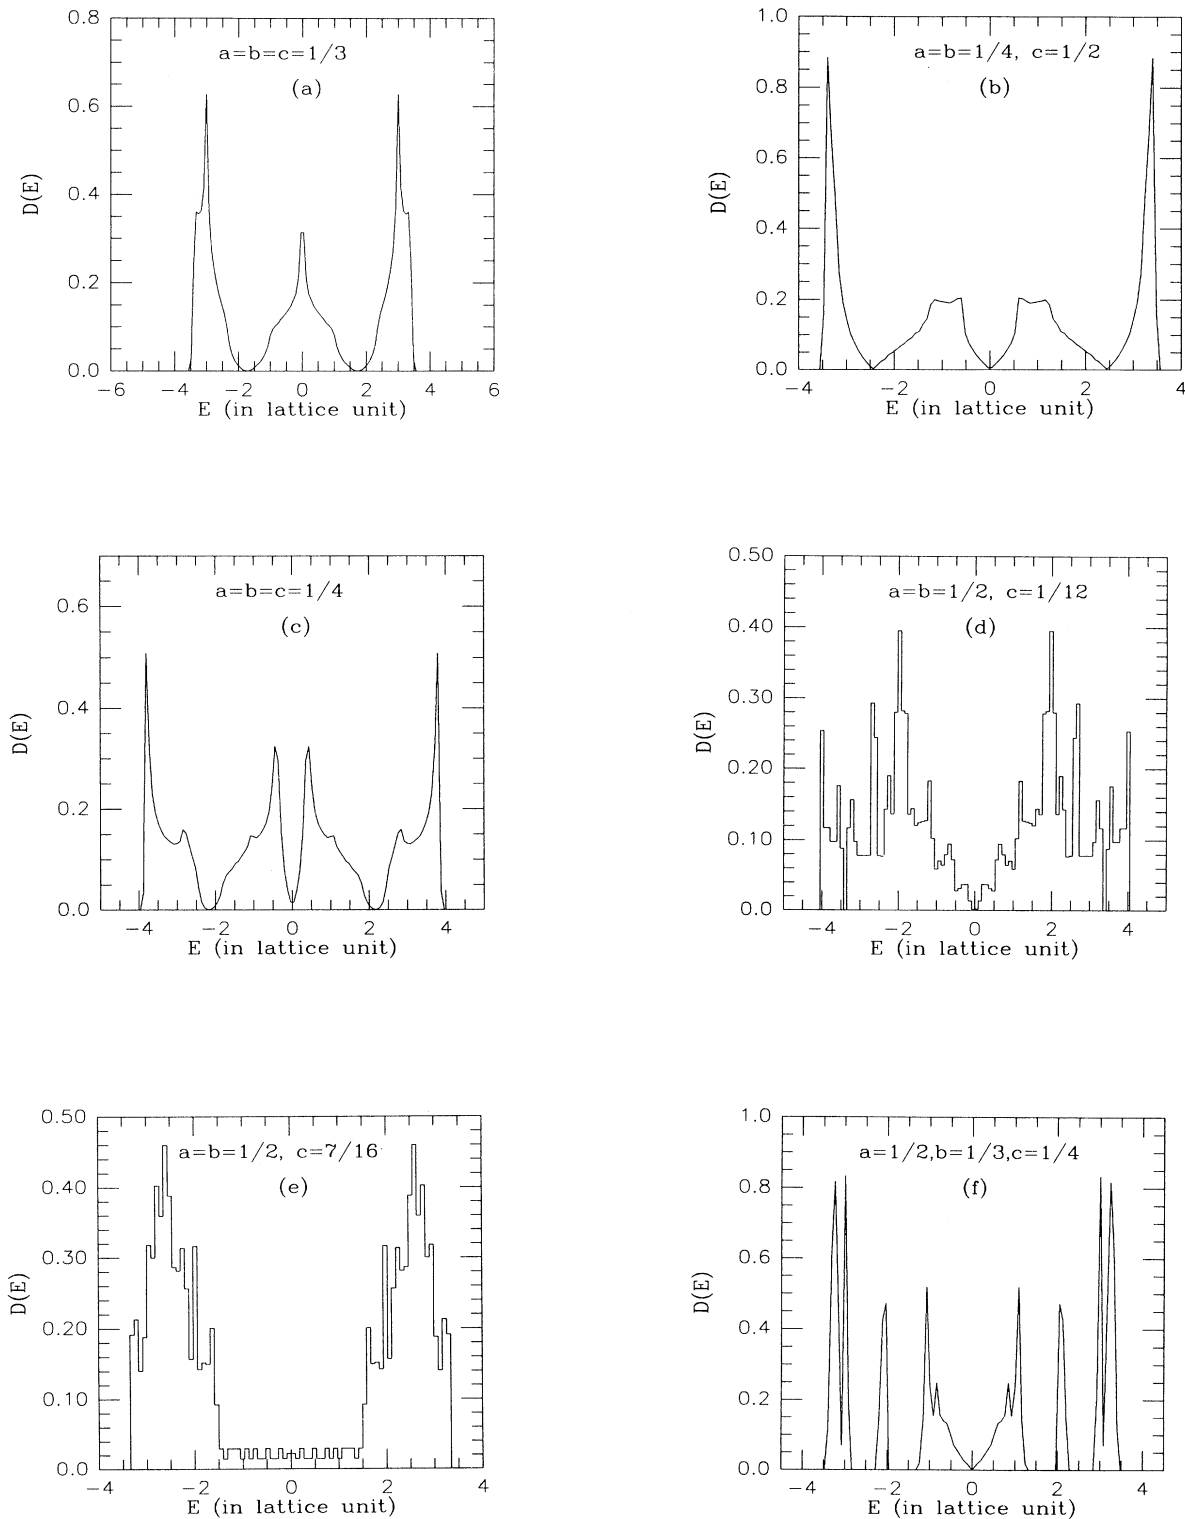 0.8
a=b=c=1/3
(a)
0.6
0.4
0.2
0.0
D(E)
−6 −4 −2 0 2 4 6
E (in lattice unit)
1.0
a=b=1/4, c=1/2
(b)
0.8
0.6
0.4
0.2
0.0
D(E)
−4 −2 0 2 4
E (in lattice unit)
a=b=c=1/4
0.6
(c)
0.4
0.2
0.0
D(E)
−4 −2 0 2 4
E (in lattice unit)
0.50
a=b=1/2, c=1/12
(d)
0.40
0.30
0.20
0.10
0.0
D(E)
−4 −2 0 2 4
E (in lattice unit)
0.50
a=b=1/2, c=7/16
(e)
0.40
0.30
0.20
0.10
0.0
D(E)
−4 −2 0 2 4
E (in lattice unit)
1.0
a=1/2,b=1/3,c=1/4
(f)
0.8
0.6
0.4
0.2
0.0
D(E)
−4 −2 0 2 4
E (in lattice unit)